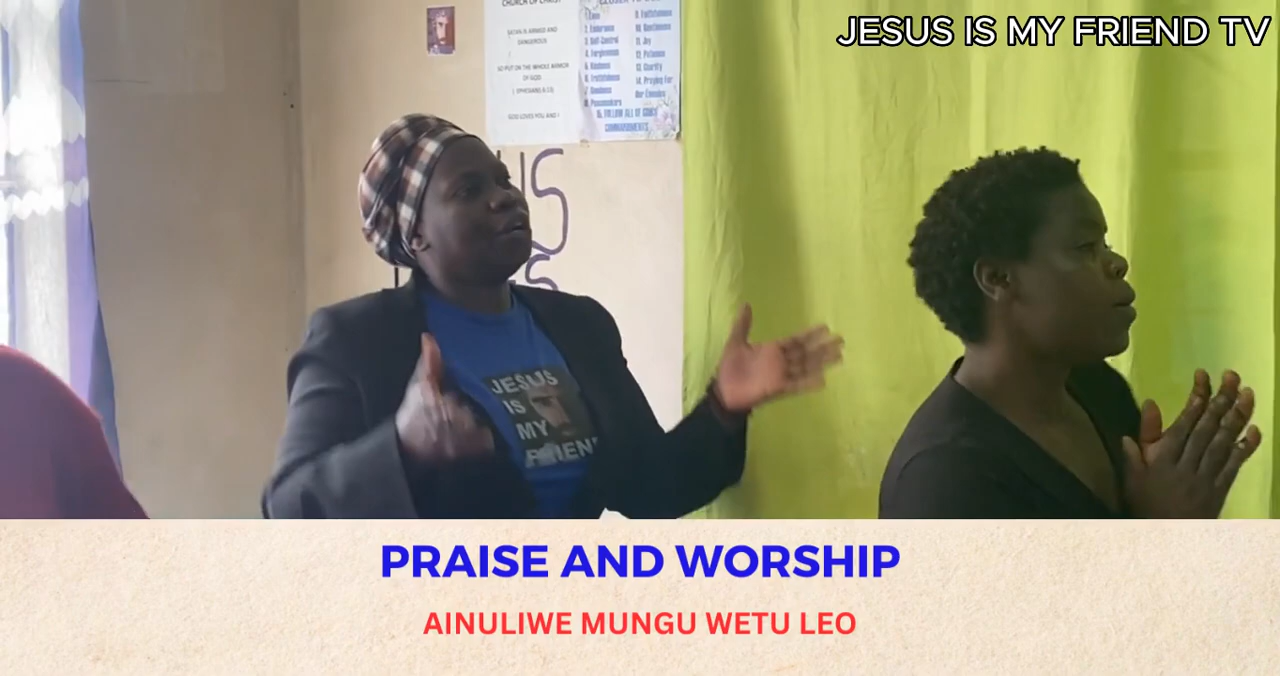 JESUS IS MY FRIEND TV
CHURCH OF CHRIST
SATAN IS ARMED AND
DANGEROUS
SO PUT ON THE WHOLE ARMOR
OF GOD
( EPHESIANS 6:13)
GOD LOVES YOU AND I
1. Love
2. Endurance
3. Self-Control
4. Forgiveness
5. Kindness
6. Truthfulness
7. Goodness
8. Peacemakers
9. Faithfulness
10. Gentleness
11. Joy
12. Patience
13. Charity
14. Praying For
Our Enemies
15. FOLLOW ALL OF GOD'S
COMMANDMENTS
US
JESUS
IS
MY
FRIEN
PRAISE AND WORSHIP
AINULIWE MUNGU WETU LEO